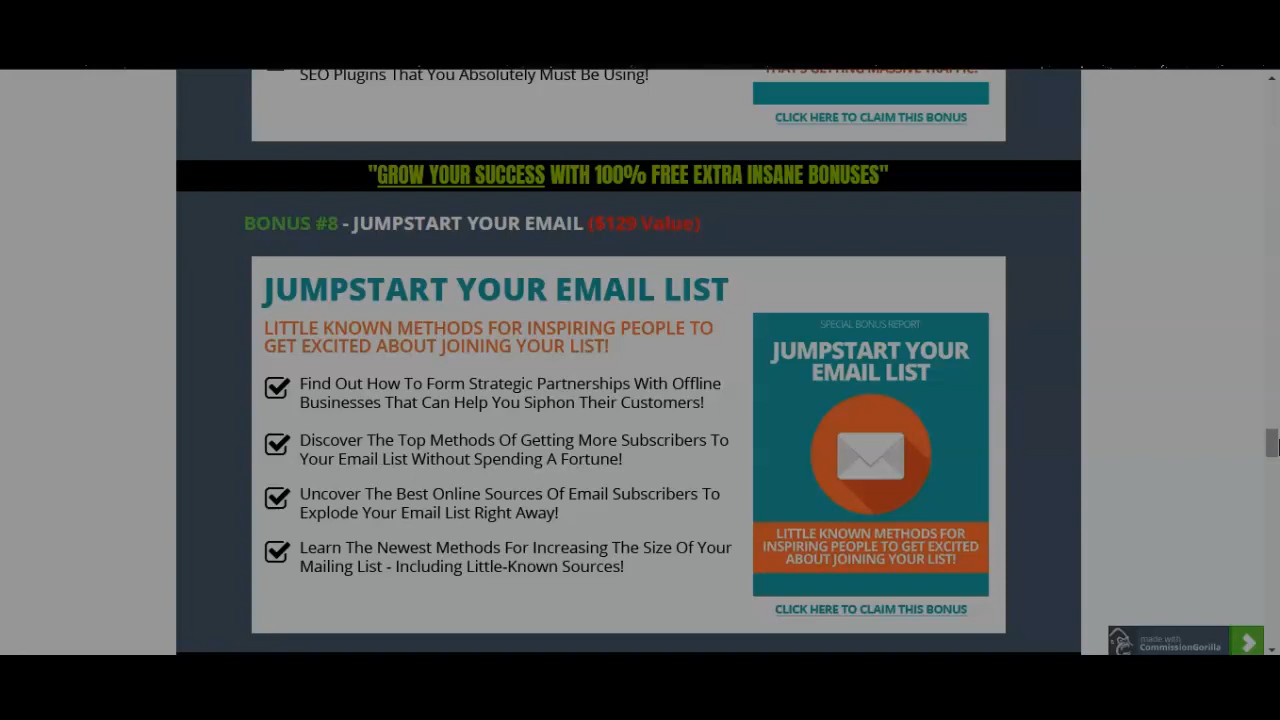 SEO Plugins That You Absolutely Must Be Using!
THAT'S GETTING MASSIVE TRAFFIC!
CLICK HERE TO CLAIM THIS BONUS
"GROW YOUR SUCCESS WITH 100% FREE EXTRA INSANE BONUSES"
BONUS #8 - JUMPSTART YOUR EMAIL ($129 Value)
JUMPSTART YOUR EMAIL LIST
LITTLE KNOWN METHODS FOR INSPIRING PEOPLE TO
GET EXCITED ABOUT JOINING YOUR LIST!
Find Out How To Form Strategic Partnerships With Offline
Businesses That Can Help You Siphon Their Customers!
Discover The Top Methods Of Getting More Subscribers To
Your Email List Without Spending A Fortune!
Uncover The Best Online Sources Of Email Subscribers To
Explode Your Email List Right Away!
Learn The Newest Methods For Increasing The Size Of Your
Mailing List - Including Little-Known Sources!
SPECIAL BONUS REPORT
JUMPSTART YOUR
EMAIL LIST
LITTLE KNOWN METHODS FOR
INSPIRING PEOPLE TO GET EXCITED
ABOUT JOINING YOUR LIST!
CLICK HERE TO CLAIM THIS BONUS
made with
CommissionGorilla